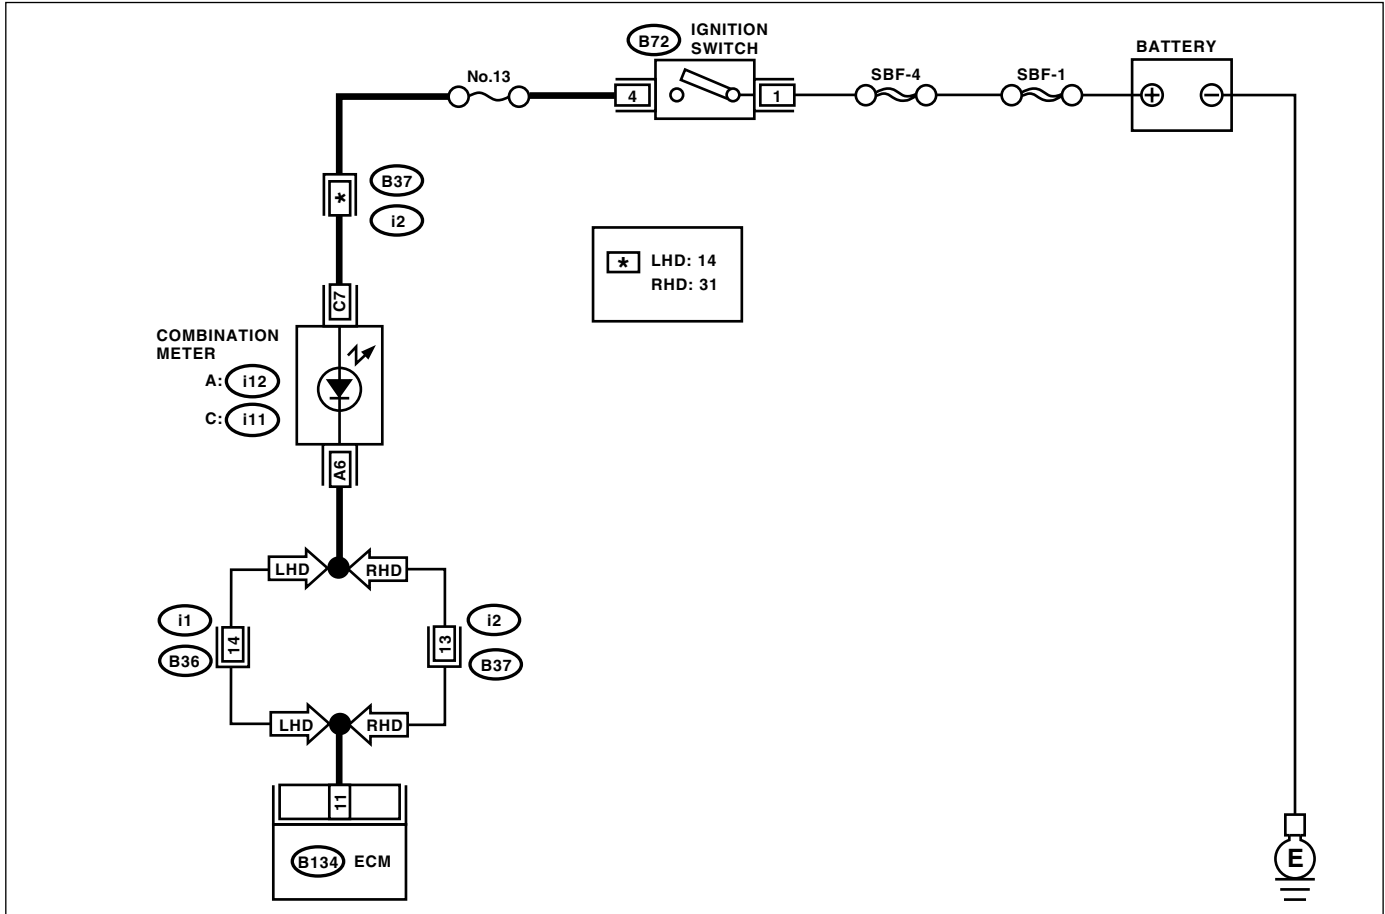 B72
IGNITION
SWITCH
BATTERY
No.13
SBF-4
SBF-1
4
1
+
−
*
B37
i2
* LHD: 14
RHD: 31
C7
COMBINATION
METER
A: i12
C: i11
A6
LHD
RHD
i1
14
B36
i2
13
B37
LHD
RHD
11
B134 ECM
E